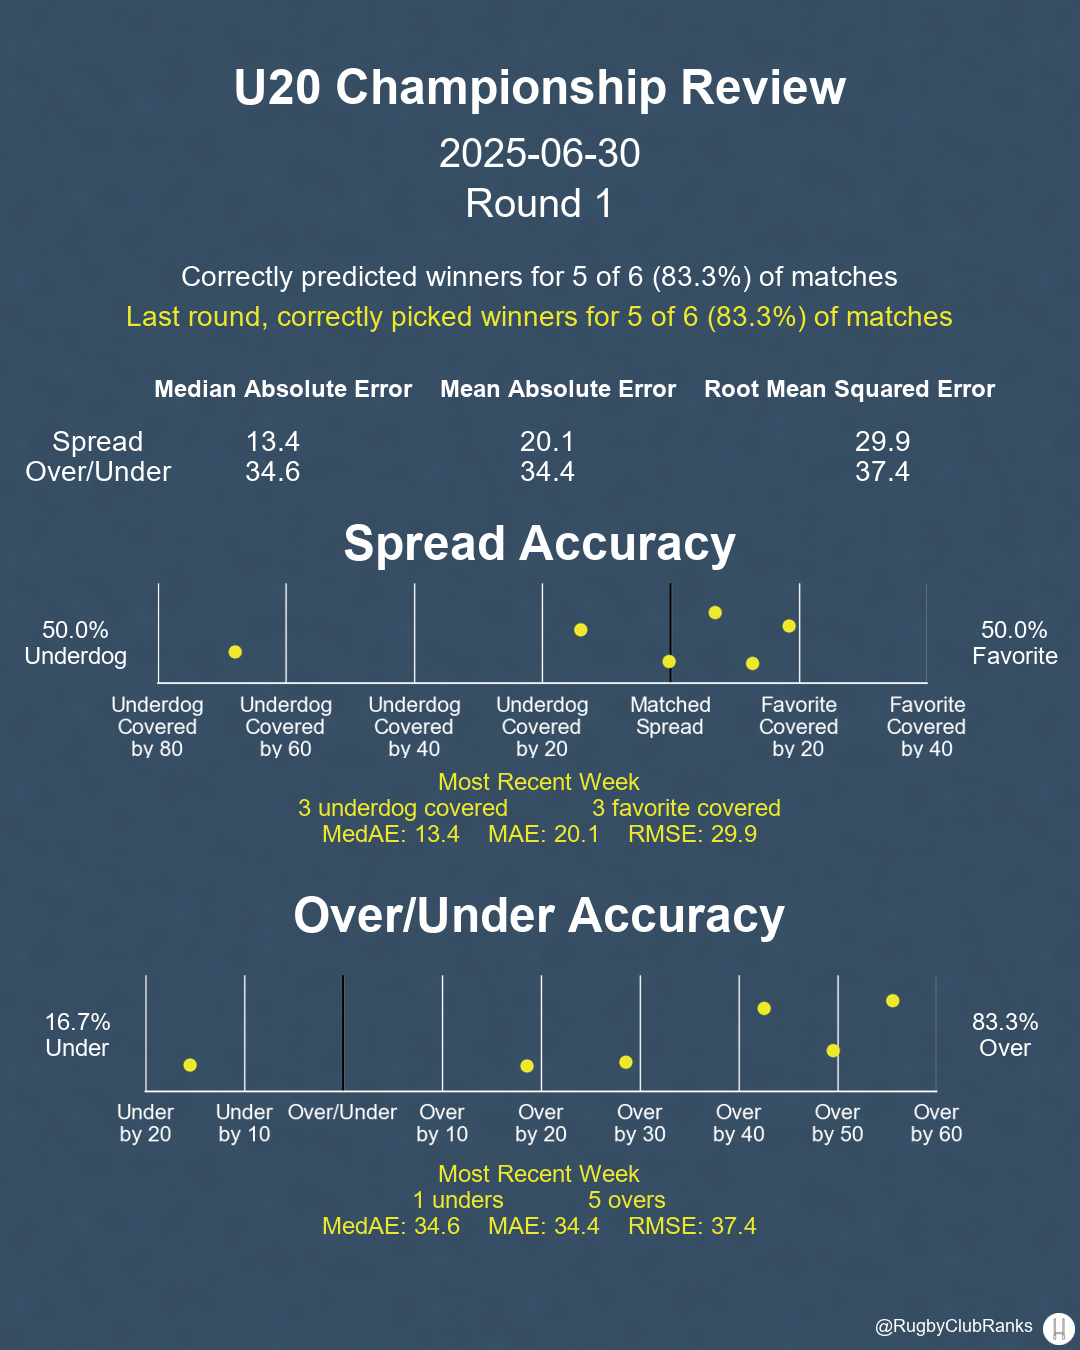 U20 Championship Review
2025-06-30
Round 1
Correctly predicted winners for 5 of 6 (83.3%) of matches
Last round, correctly picked winners for 5 of 6 (83.3%) of matches
Median Absolute Error Mean Absolute Error Root Mean Squared Error
Spread 13.4 20.1 29.9
Over/Under 34.6 34.4 37.4
Spread Accuracy
50.0%
Underdog
50.0%
Favorite
Underdog
Covered
by 80
Underdog
Covered
by 60
Underdog
Covered
by 40
Underdog
Covered
by 20
Matched
Spread
Favorite
Covered
by 20
Favorite
Covered
by 40
Most Recent Week
3 underdog covered 3 favorite covered
MedAE: 13.4 MAE: 20.1 RMSE: 29.9
Over/Under Accuracy
16.7%
Under
83.3%
Over
Under
by 20
Under
by 10
Over/Under
Over
by 10
Over
by 20
Over
by 30
Over
by 40
Over
by 50
Over
by 60
Most Recent Week
1 unders 5 overs
MedAE: 34.6 MAE: 34.4 RMSE: 37.4
@RugbyClubRanks